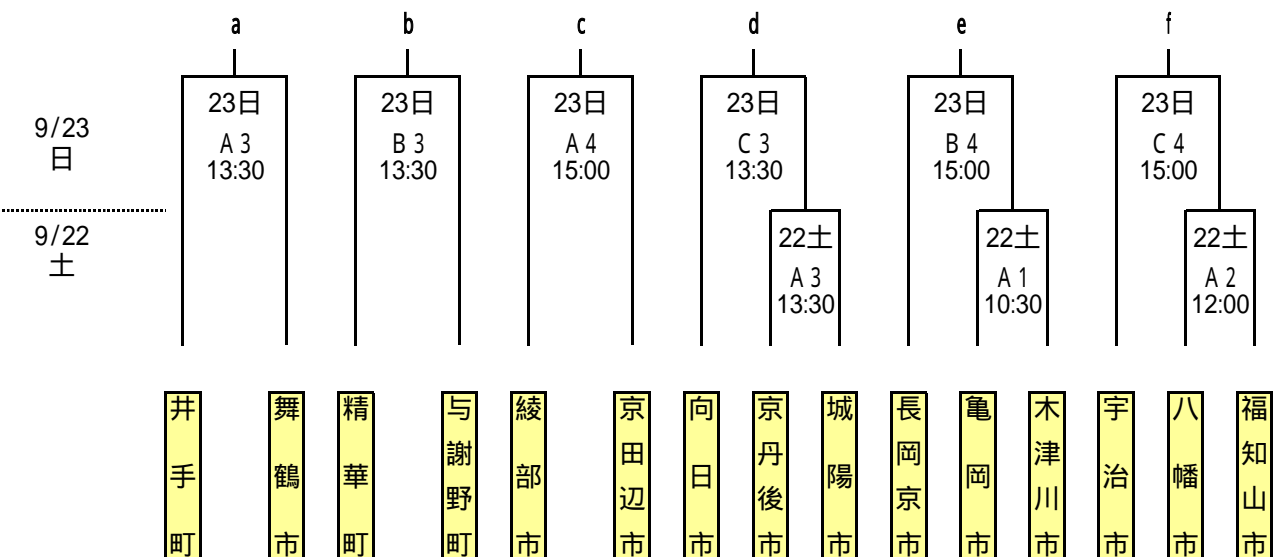 a b c d e f
23日 23日 23日 23日 23日 23日
9/23
日
A 3 B 3 A 4 C 3 B 4 C 4
13:30 13:30 15:00 13:30 15:00 15:00
9/22
土
22土 22土 22土
A 3 A 1 A 2
13:30 10:30 12:00
井手町
舞鶴市
精華町
与謝野町
綾部市
京田辺市
向日市
京丹後市
城陽市
長岡京市
亀岡市
木津川市
宇治市
八幡市
福知山市